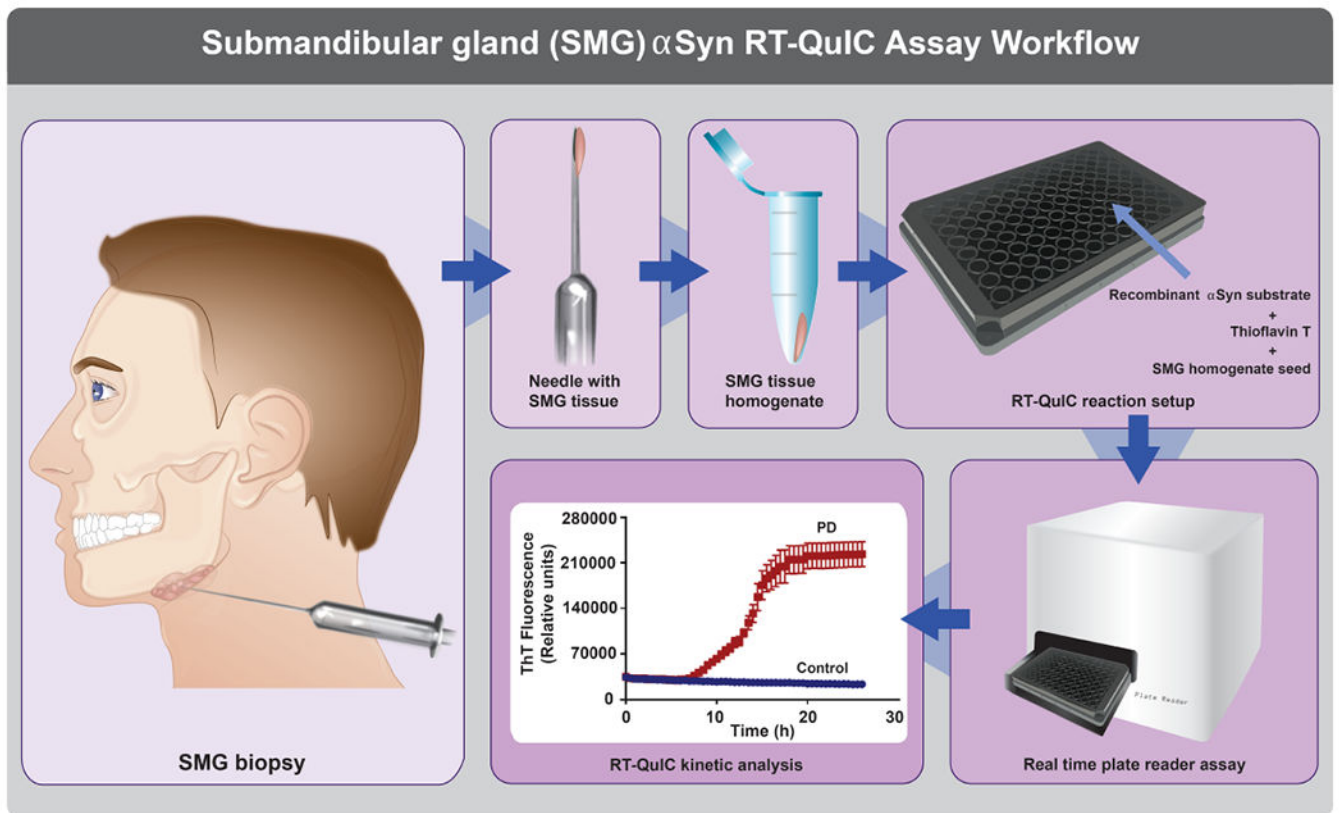 Submandibular gland (SMG) αSyn RT-QuIC Assay Workflow
SMG biopsy
Needle with
SMG tissue
SMG tissue
homogenate
Recombinant αSyn substrate
+
Thioflavin T
+
SMG homogenate seed
RT-QuIC reaction setup
Plate Reader
Real time plate reader assay
ThT Fluorescence
(Relative units)
280000
210000
140000
70000
0
PD
Control
0 10 20 30
Time (h)
RT-QuIC kinetic analysis